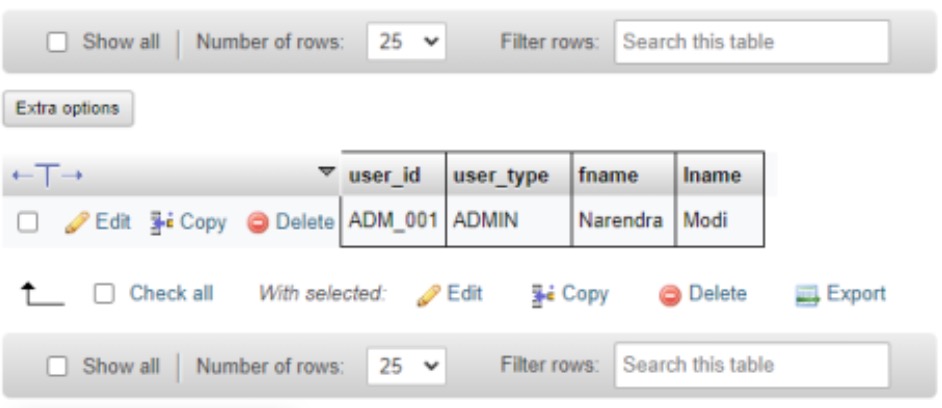 Show all Number of rows: 25 Filter rows: Search this table
Extra options
user_id user_type fname lname
Edit Copy Delete ADM_001 ADMIN Narendra Modi
Check all With selected: Edit Copy Delete Export
Show all Number of rows: 25 Filter rows: Search this table